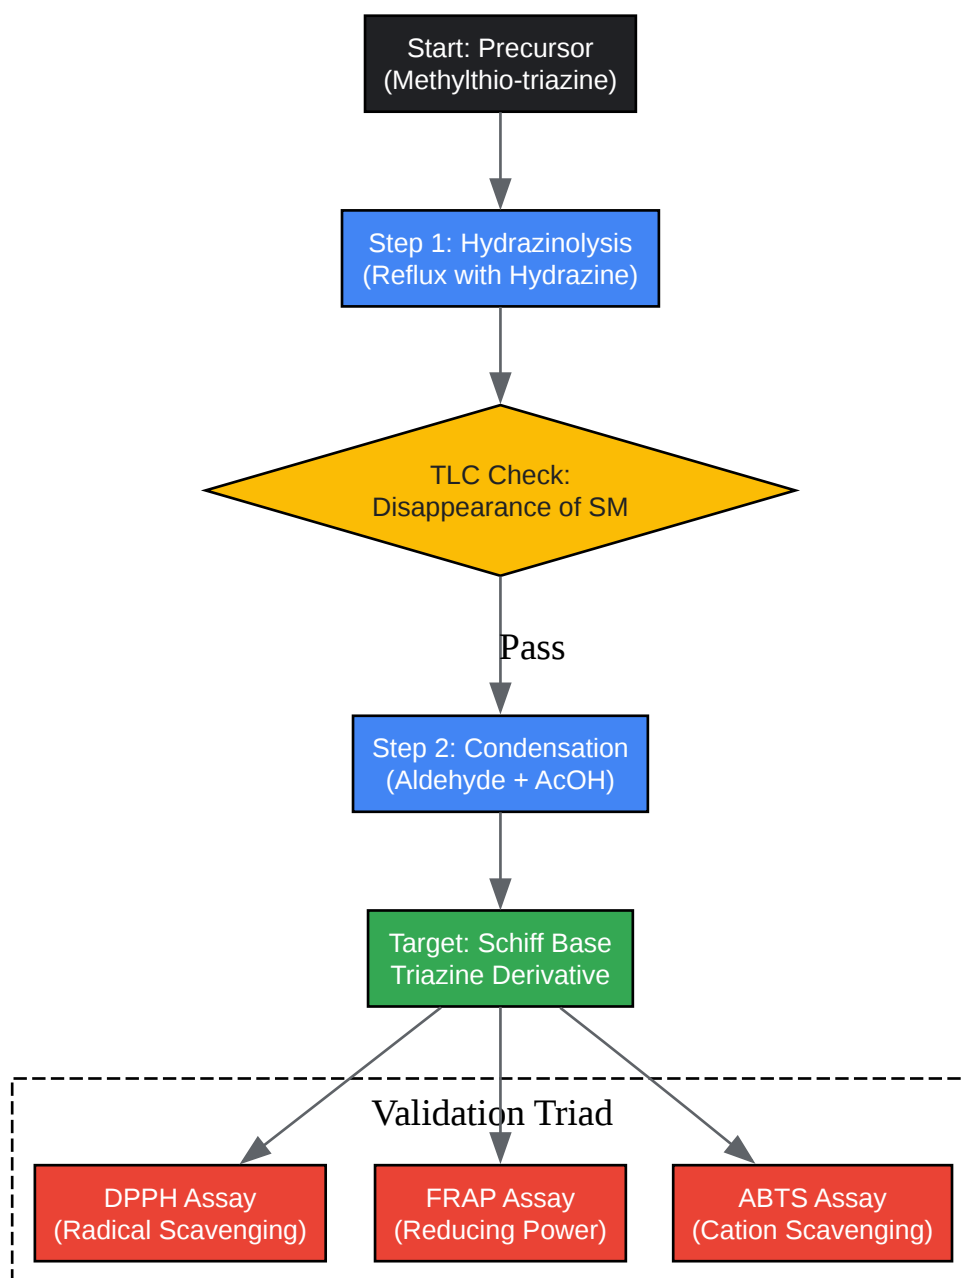 Start: Precursor
(Methylthio-triazine)
Step 1: Hydrazinolysis
(Reflux with Hydrazine)
TLC Check:
Disappearance of SM
Pass
Step 2: Condensation
(Aldehyde + AcOH)
Target: Schiff Base
Triazine Derivative
Validation Triad
DPPH Assay
(Radical Scavenging)
FRAP Assay
(Reducing Power)
ABTS Assay
(Cation Scavenging)